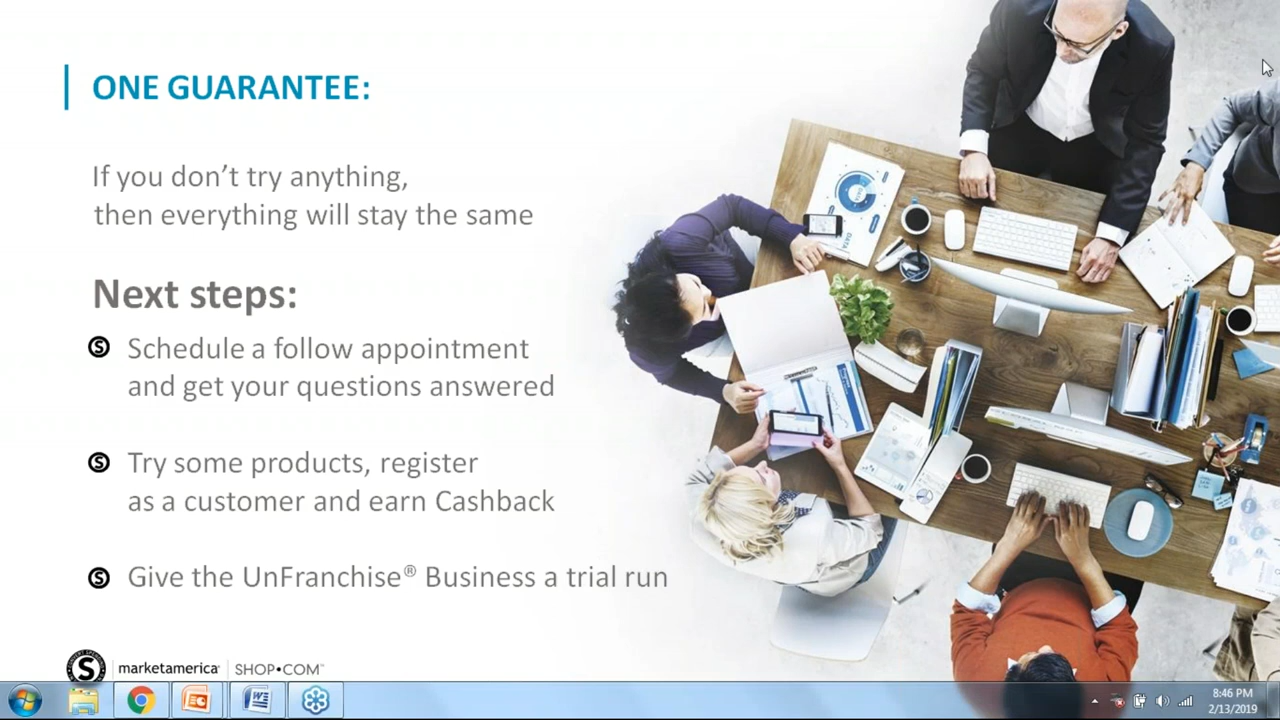 ONE GUARANTEE:
If you don’t try anything,
then everything will stay the same
Next steps:
Schedule a follow appointment
and get your questions answered
Try some products, register
as a customer and earn Cashback
Give the UnFranchise® Business a trial run
marketamerica® SHOP•COM™
DATA
8:46 PM
2/13/2019